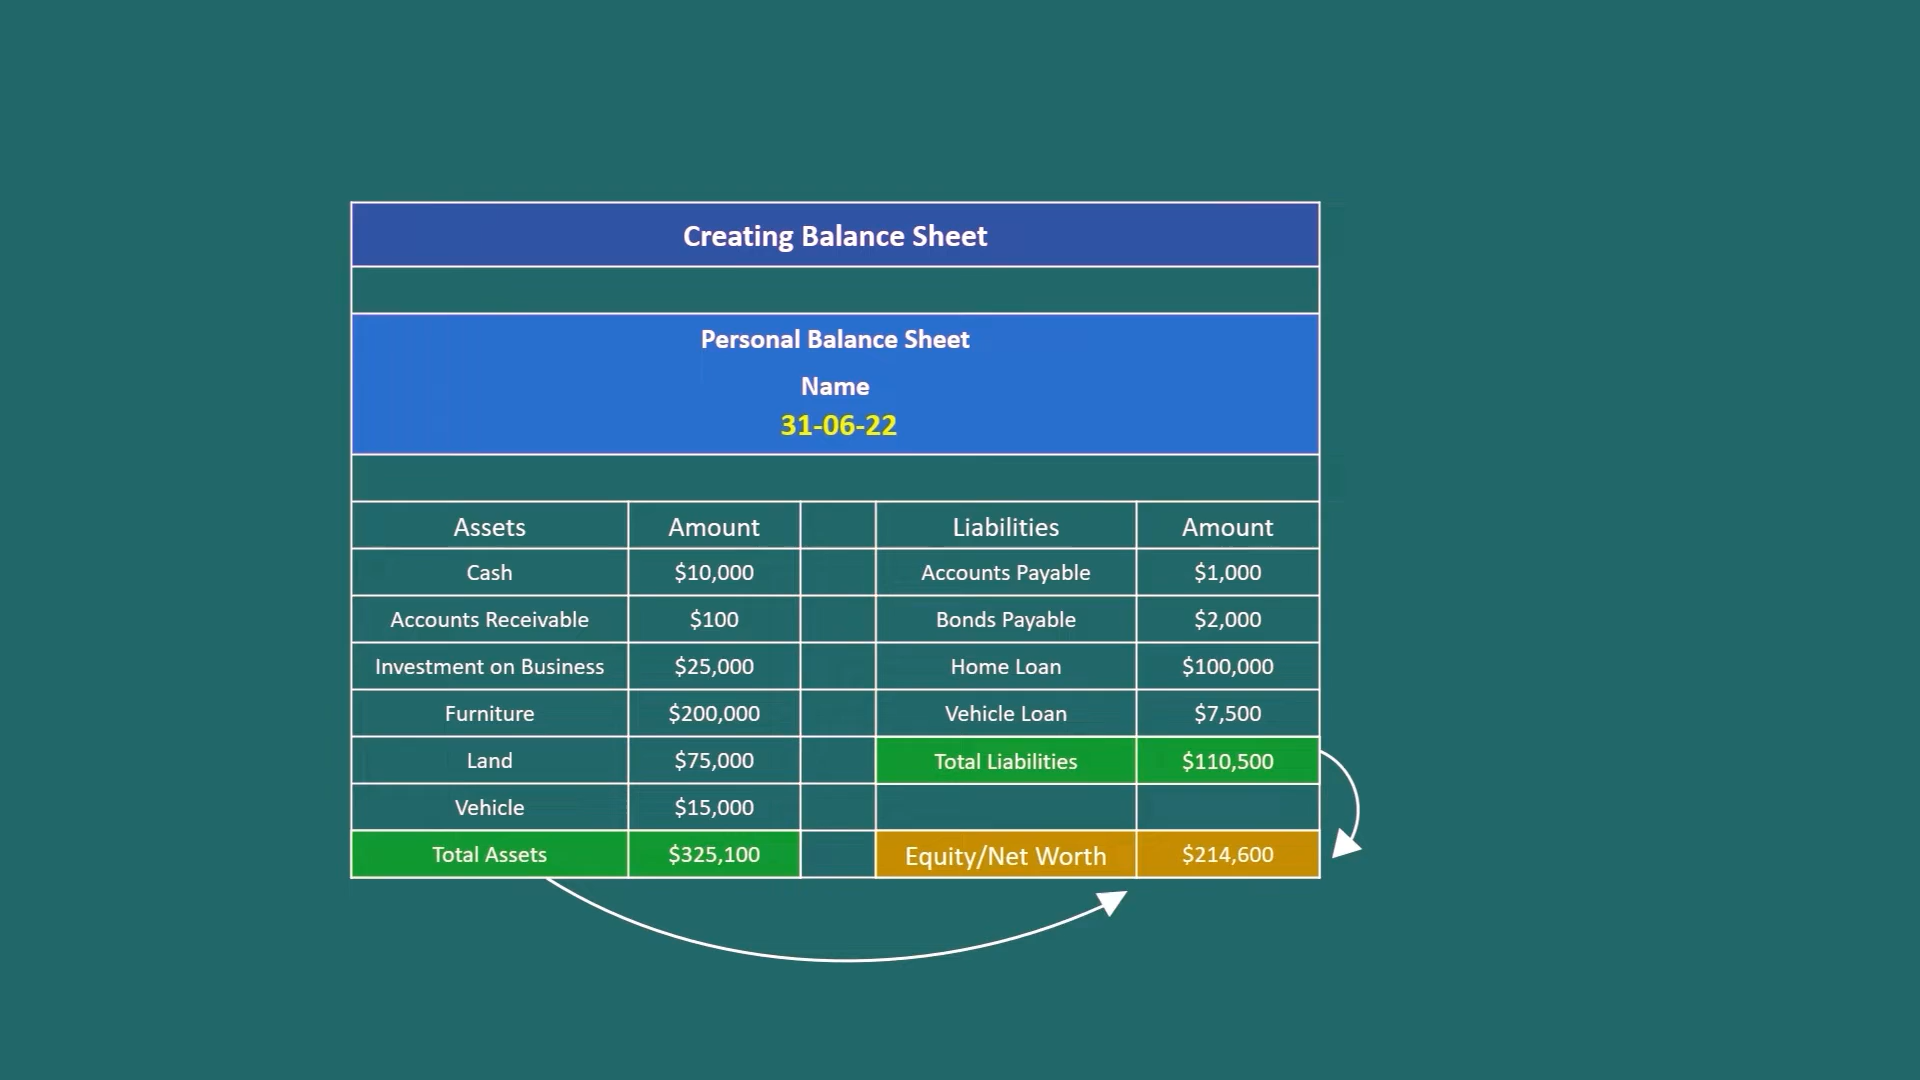 Creating Balance Sheet
Personal Balance Sheet
Name
31-06-22
Assets Amount Liabilities Amount
Cash $10,000 Accounts Payable $1,000
Accounts Receivable $100 Bonds Payable $2,000
Investment on Business $25,000 Home Loan $100,000
Furniture $200,000 Vehicle Loan $7,500
Land $75,000 Total Liabilities $110,500
Vehicle $15,000
Total Assets $325,100 Equity/Net Worth $214,600